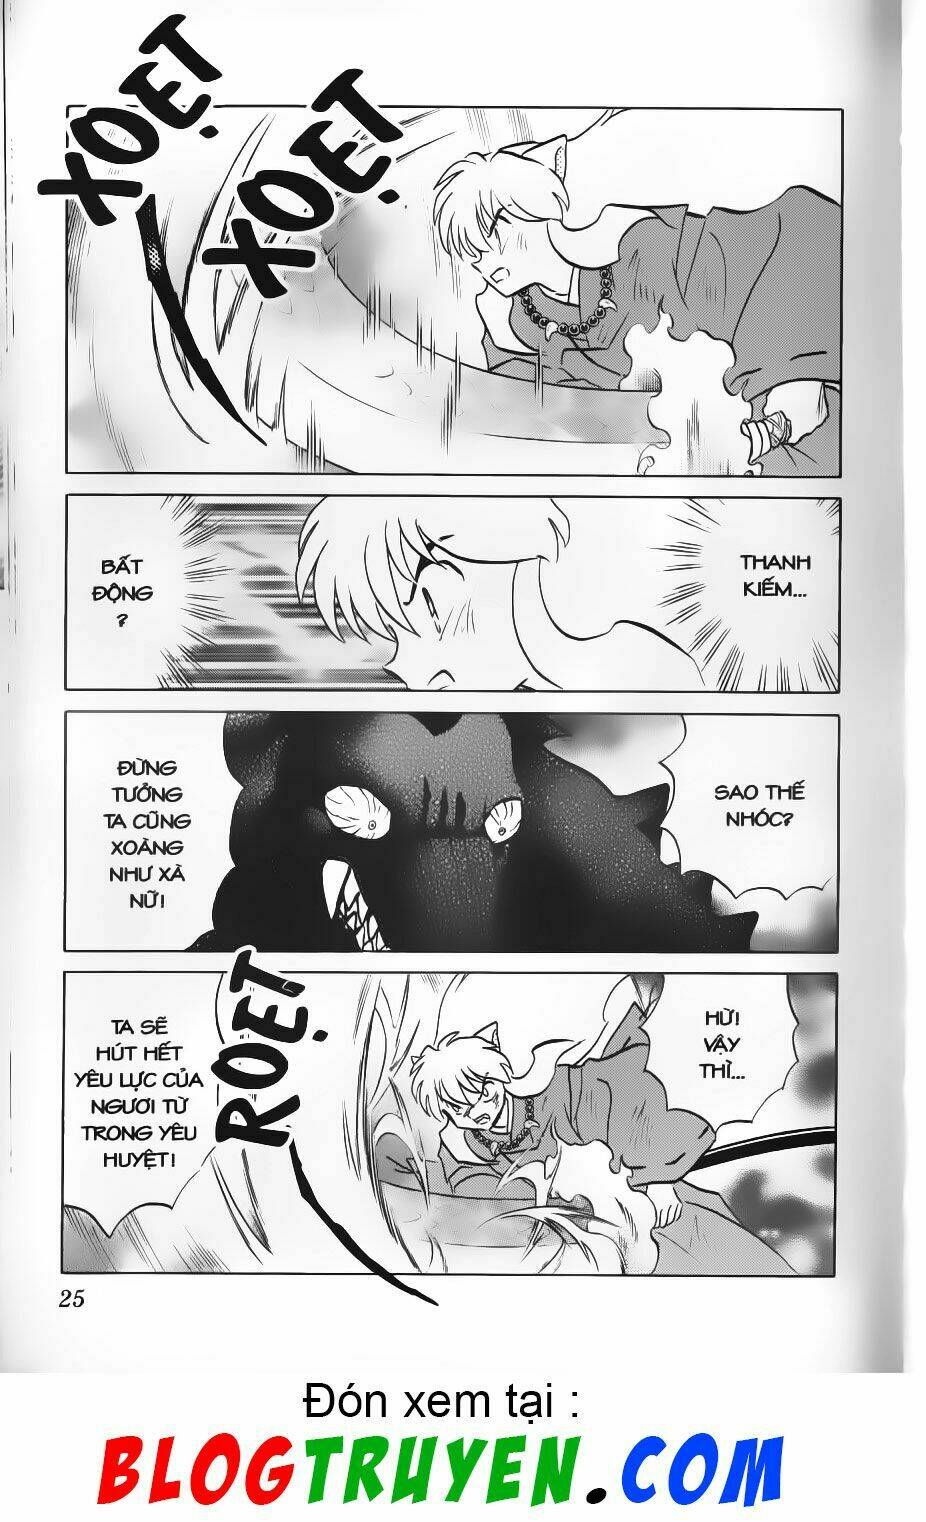 XOẸT
XOẸT
THANH
KIẾM...
BẤT
ĐỘNG
?
SAO THẾ
NHÓC?
ĐỪNG
TƯỞNG
TA CŨNG
XOÀNG
NHƯ XÀ
NỮ!
HỪ!
VẬY
THÌ...
ROẸT
TA SẼ
HÚT HẾT
YÊU LỰC CỦA
NGƯƠI TỪ
TRONG YÊU
HUYỆT!
25
Đón xem tại :
BLOGTRUYEN.COM